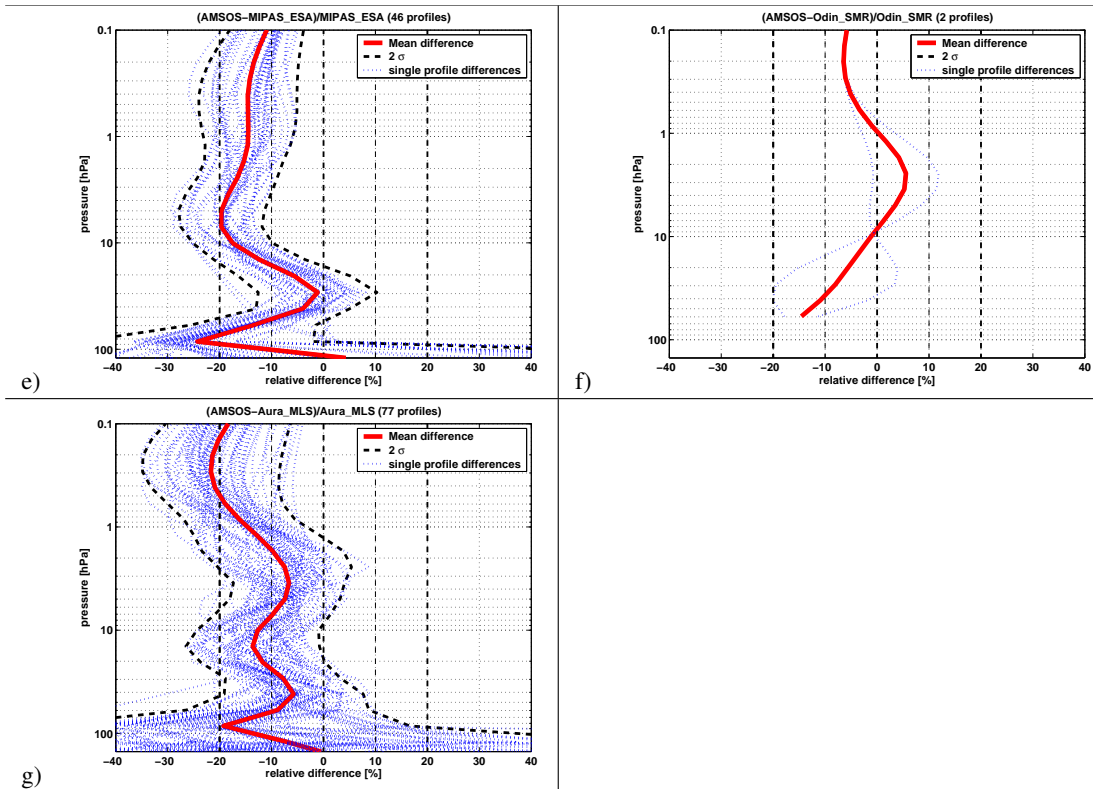 (AMSOS−MIPAS_ESA)/MIPAS_ESA (46 profiles)
Mean difference
2 σ
single profile differences
0.1
1
10
100
pressure [hPa]
−40 −30 −20 −10 0 10 20 30 40
relative difference [%]
e)
(AMSOS−Odin_SMR)/Odin_SMR (2 profiles)
Mean difference
2 σ
single profile differences
0.1
1
10
100
pressure [hPa]
−40 −30 −20 −10 0 10 20 30 40
relative difference [%]
f)
(AMSOS−Aura_MLS)/Aura_MLS (77 profiles)
Mean difference
2 σ
single profile differences
0.1
1
10
100
pressure [hPa]
−40 −30 −20 −10 0 10 20 30 40
relative difference [%]
g)